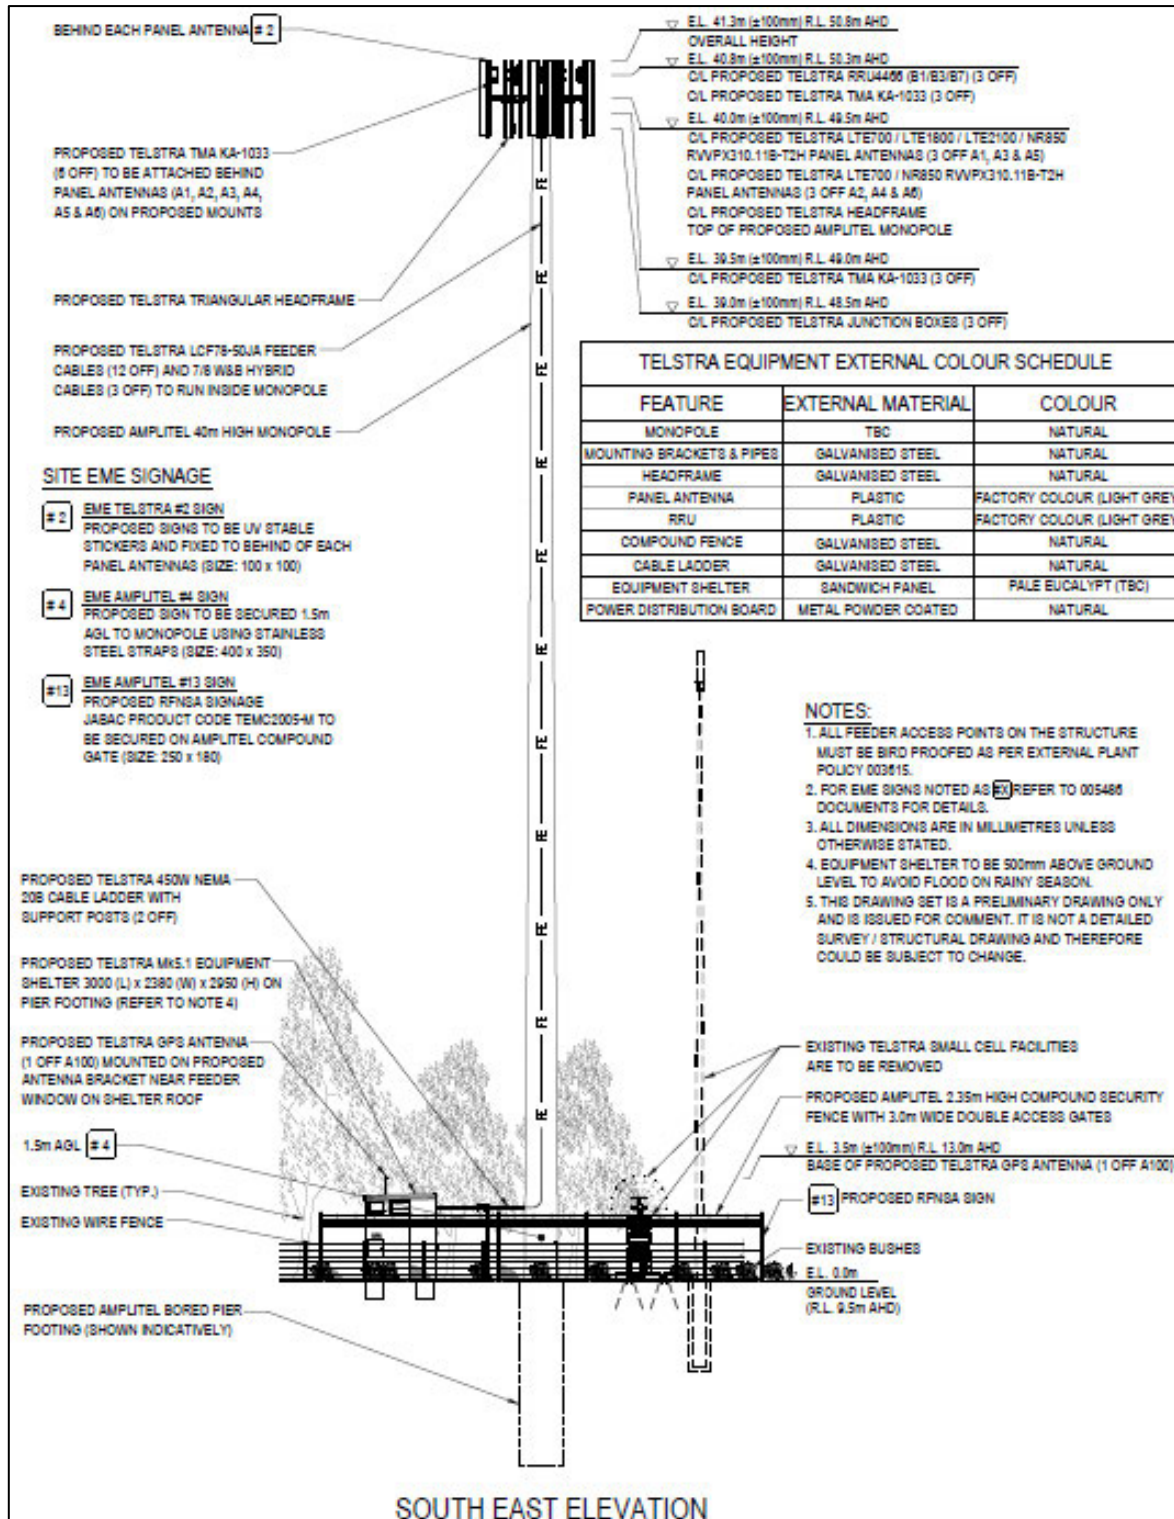 BEHIND EACH PANEL ANTENNA #2
PROPOSED TELSTRA TMA KA-1033
(6 OFF) TO BE ATTACHED BEHIND
PANEL ANTENNAS (A1, A2, A3, A4,
A5 & A6) ON PROPOSED MOUNTS
PROPOSED TELSTRA TRIANGULAR HEADFRAME
PROPOSED TELSTRA LCF78-50JA FEEDER
CABLES (12 OFF) AND 7/8 W&B HYBRID
CABLES (3 OFF) TO RUN INSIDE MONOPOLE
PROPOSED AMPLITEL 40m HIGH MONOPOLE
E.L. 41.3m (±100mm) R.L. 50.8m AHD
OVERALL HEIGHT
E.L. 40.8m (±100mm) R.L. 50.3m AHD
C/L PROPOSED TELSTRA RRU4466 (B1/B3/B7) (3 OFF)
C/L PROPOSED TELSTRA TMA KA-1033 (3 OFF)
E.L. 40.0m (±100mm) R.L. 49.5m AHD
C/L PROPOSED TELSTRA LTE700 / LTE1800 / LTE2100 / NR850
RVVPX310.11B-T2H PANEL ANTENNAS (3 OFF A1, A3 & A5)
C/L PROPOSED TELSTRA LTE700 / NR850 RVVPX310.11B-T2H
PANEL ANTENNAS (3 OFF A2, A4 & A6)
C/L PROPOSED TELSTRA HEADFRAME
TOP OF PROPOSED AMPLITEL MONOPOLE
E.L. 39.5m (±100mm) R.L. 49.0m AHD
C/L PROPOSED TELSTRA TMA KA-1033 (3 OFF)
E.L. 39.0m (±100mm) R.L. 48.5m AHD
C/L PROPOSED TELSTRA JUNCTION BOXES (3 OFF)
TELSTRA EQUIPMENT EXTERNAL COLOUR SCHEDULE
FEATURE EXTERNAL MATERIAL COLOUR
MONOPOLE TBC NATURAL
MOUNTING BRACKETS & PIPES GALVANISED STEEL NATURAL
HEADFRAME GALVANISED STEEL NATURAL
PANEL ANTENNA PLASTIC FACTORY COLOUR (LIGHT GREY
RRU PLASTIC FACTORY COLOUR (LIGHT GREY
COMPOUND FENCE GALVANISED STEEL NATURAL
CABLE LADDER GALVANISED STEEL NATURAL
EQUIPMENT SHELTER SANDWICH PANEL PALE EUCALYPT (TBC)
POWER DISTRIBUTION BOARD METAL POWDER COATED NATURAL
SITE EME SIGNAGE
#2 EME TELSTRA #2 SIGN
PROPOSED SIGNS TO BE UV STABLE
STICKERS AND FIXED TO BEHIND OF EACH
PANEL ANTENNAS (SIZE: 100 x 100)
#4 EME AMPLITEL #4 SIGN
PROPOSED SIGN TO BE SECURED 1.5m
AGL TO MONOPOLE USING STAINLESS
STEEL STRAPS (SIZE: 400 x 350)
#13 EME AMPLITEL #13 SIGN
PROPOSED RFNSA SIGNAGE
JABAC PRODUCT CODE TEMC2005-M TO
BE SECURED ON AMPLITEL COMPOUND
GATE (SIZE: 250 x 180)
NOTES:
1. ALL FEEDER ACCESS POINTS ON THE STRUCTURE
MUST BE BIRD PROOFED AS PER EXTERNAL PLANT
POLICY 003615.
2. FOR EME SIGNS NOTED AS #X REFER TO 005486
DOCUMENTS FOR DETAILS.
3. ALL DIMENSIONS ARE IN MILLIMETRES UNLESS
OTHERWISE STATED.
4. EQUIPMENT SHELTER TO BE 500mm ABOVE GROUND
LEVEL TO AVOID FLOOD ON RAINY SEASON.
5. THIS DRAWING SET IS A PRELIMINARY DRAWING ONLY
AND IS ISSUED FOR COMMENT. IT IS NOT A DETAILED
SURVEY / STRUCTURAL DRAWING AND THEREFORE
COULD BE SUBJECT TO CHANGE.
PROPOSED TELSTRA 450W NEMA
20B CABLE LADDER WITH
SUPPORT POSTS (2 OFF)
PROPOSED TELSTRA Mk5.1 EQUIPMENT
SHELTER 3000 (L) x 2380 (W) x 2950 (H) ON
PIER FOOTING (REFER TO NOTE 4)
PROPOSED TELSTRA GPS ANTENNA
(1 OFF A100) MOUNTED ON PROPOSED
ANTENNA BRACKET NEAR FEEDER
WINDOW ON SHELTER ROOF
1.5m AGL #4
EXISTING TREE (TYP.)
EXISTING WIRE FENCE
PROPOSED AMPLITEL BORED PIER
FOOTING (SHOWN INDICATIVELY)
EXISTING TELSTRA SMALL CELL FACILITIES
ARE TO BE REMOVED
PROPOSED AMPLITEL 2.35m HIGH COMPOUND SECURITY
FENCE WITH 3.0m WIDE DOUBLE ACCESS GATES
E.L. 3.5m (±100mm) R.L. 13.0m AHD
BASE OF PROPOSED TELSTRA GPS ANTENNA (1 OFF A100)
#13 PROPOSED RFNSA SIGN
EXISTING BUSHES
E.L. 0.0m
GROUND LEVEL
(R.L. 9.5m AHD)
SOUTH EAST ELEVATION